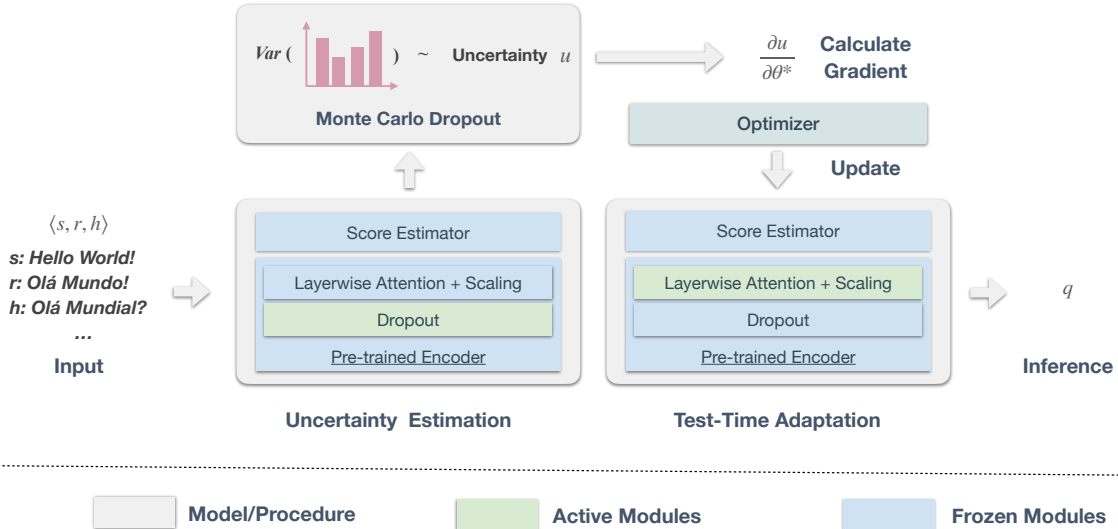 Var ( ) ~ Uncertainty u
Monte Carlo Dropout
∂u
∂θ*
Calculate
Gradient
Optimizer
Update
⟨s, r, h⟩
s: Hello World!
r: Olá Mundo!
h: Olá Mundial?
...
Input
Score Estimator
Layerwise Attention + Scaling
Dropout
Pre-trained Encoder
Uncertainty Estimation
Score Estimator
Layerwise Attention + Scaling
Dropout
Pre-trained Encoder
Test-Time Adaptation
q
Inference
Model/Procedure
Active Modules
Frozen Modules